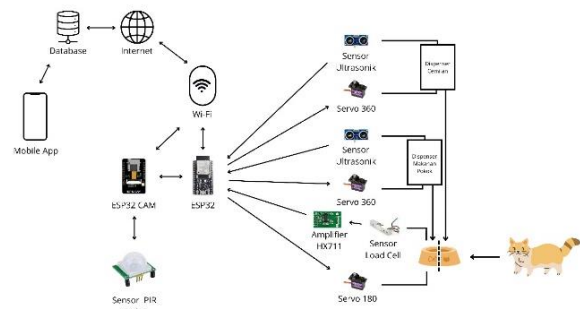 Database
Internet
Mobile App
Wi-Fi
ESP32 CAM
ESP32
Sensor PIR
Sensor
Ultrasonik
Servo 360
Sensor
Ultrasonik
Servo 360
Amplifier
HX711
Sensor
Load Cell
Servo 180
Dispenser
Cemilan
Dispenser
Makanan
Pokok